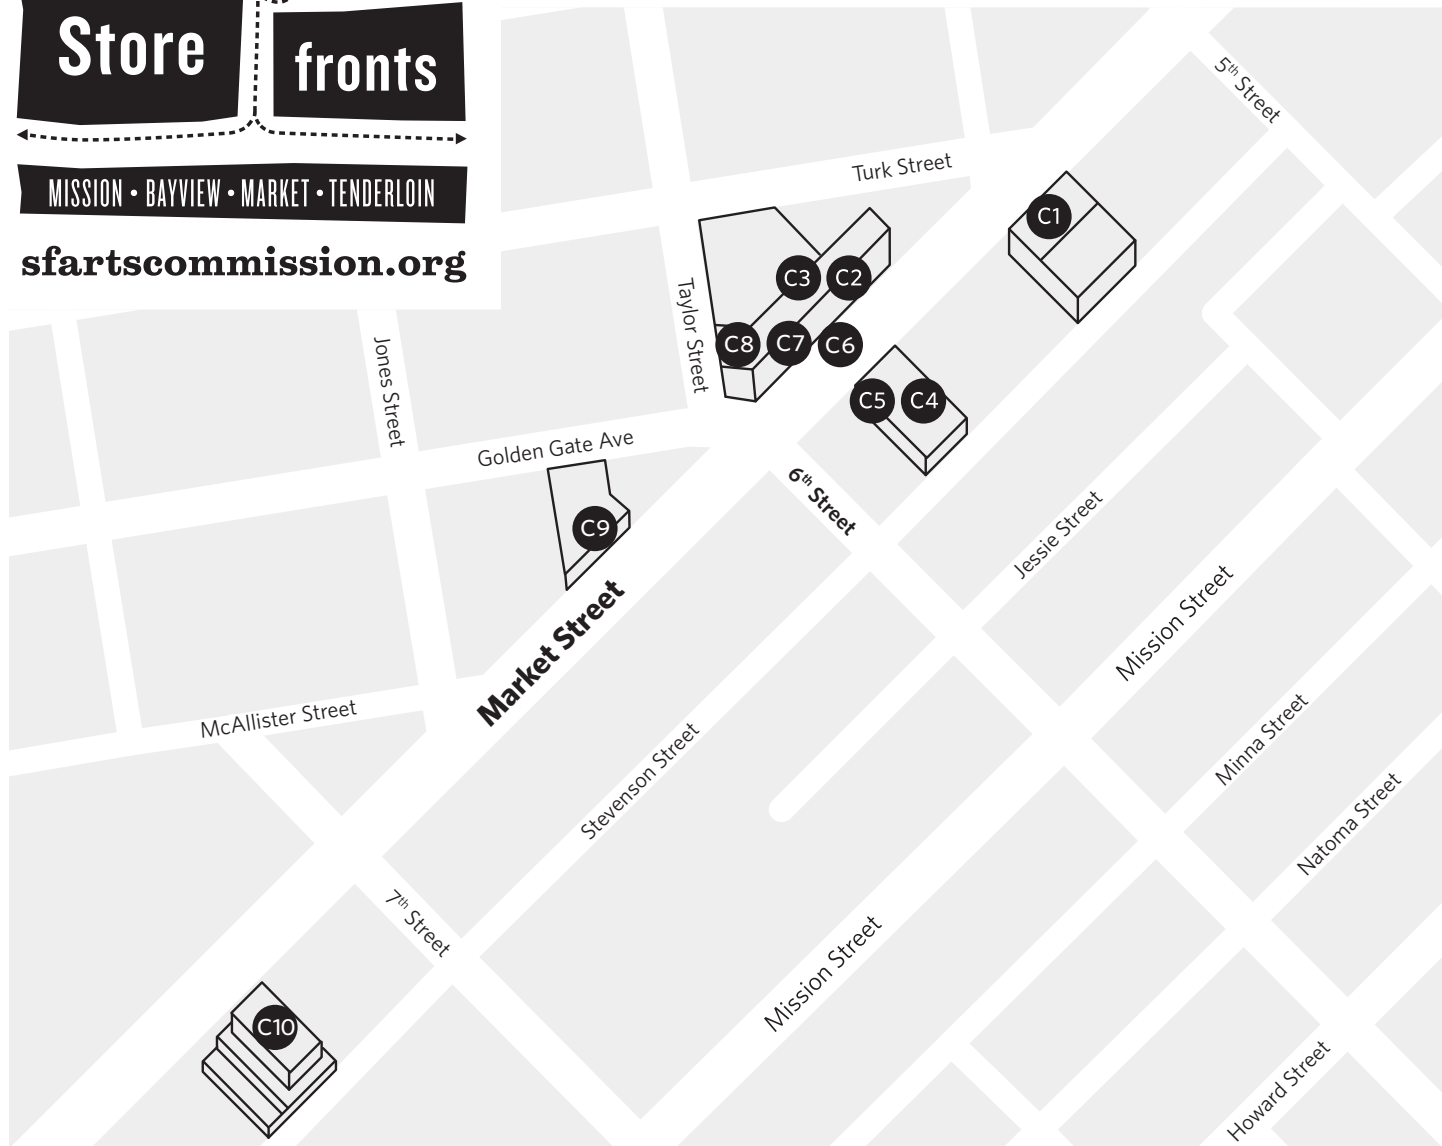 Store
fronts
MISSION • BAYVIEW • MARKET • TENDERLOIN
sfartscommission.org
5th Street
Turk Street
C1
C3
C2
Taylor Street
C8
C7
C6
Jones Street
C5
C4
Golden Gate Ave
6th Street
C9
Jessie Street
Market Street
Mission Street
McAllister Street
Stevenson Street
Minna Street
Natoma Street
7th Street
Mission Street
C10
Howard Street